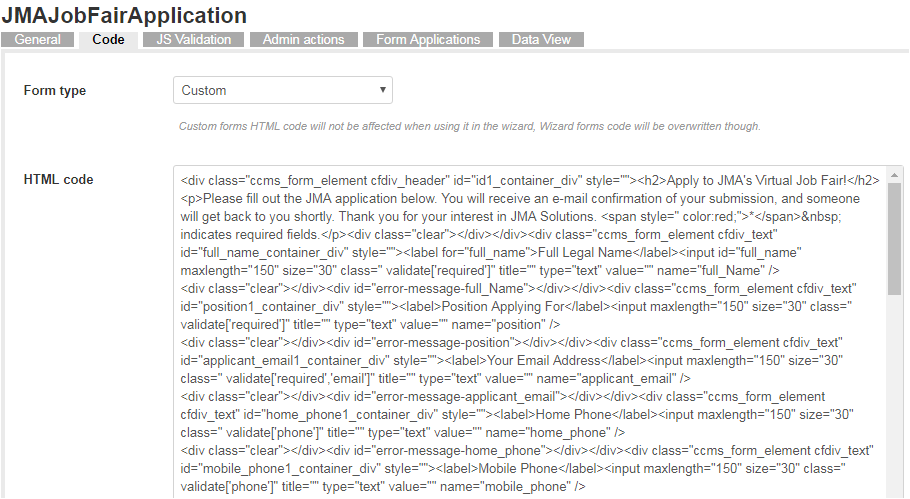 JMAJobFairApplication
General Code JS Validation Admin actions Form Applications Data View
Form type Custom
Custom forms HTML code will not be affected when using it in the wizard, Wizard forms code will be overwritten though.
HTML code
<div class="ccms_form_element cfdiv_header" id="id1_container_div" style=""><h2>Apply to JMA's Virtual Job Fair!</h2>
<p>Please fill out the JMA application below. You will receive an e-mail confirmation of your submission, and someone
will get back to you shortly. Thank you for your interest in JMA Solutions. <span style=" color:red;">*</span>&nbsp;
indicates required fields.</p><div class="clear"></div></div><div class="ccms_form_element cfdiv_text"
id="full_name_container_div" style=""><label for="full_name">Full Legal Name</label><input id="full_name"
maxlength="150" size="30" class=" validate['required']" title="" type="text" value="" name="full_Name" />
<div class="clear"></div><div id="error-message-full_Name"></div></div><div class="ccms_form_element cfdiv_text"
id="position1_container_div" style=""><label>Position Applying For</label><input maxlength="150" size="30" class="
validate['required']" title="" type="text" value="" name="position" />
<div class="clear"></div><div id="error-message-position"></div></div><div class="ccms_form_element cfdiv_text"
id="applicant_email1_container_div" style=""><label>Your Email Address</label><input maxlength="150" size="30"
class=" validate['required','email']" title="" type="text" value="" name="applicant_email" />
<div class="clear"></div><div id="error-message-applicant_email"></div></div><div class="ccms_form_element
cfdiv_text" id="home_phone1_container_div" style=""><label>Home Phone</label><input maxlength="150" size="30"
class=" validate['phone']" title="" type="text" value="" name="home_phone" />
<div class="clear"></div><div id="error-message-home_phone"></div></div><div class="ccms_form_element cfdiv_text"
id="mobile_phone1_container_div" style=""><label>Mobile Phone</label><input maxlength="150" size="30" class="
validate['phone']" title="" type="text" value="" name="mobile_phone" />